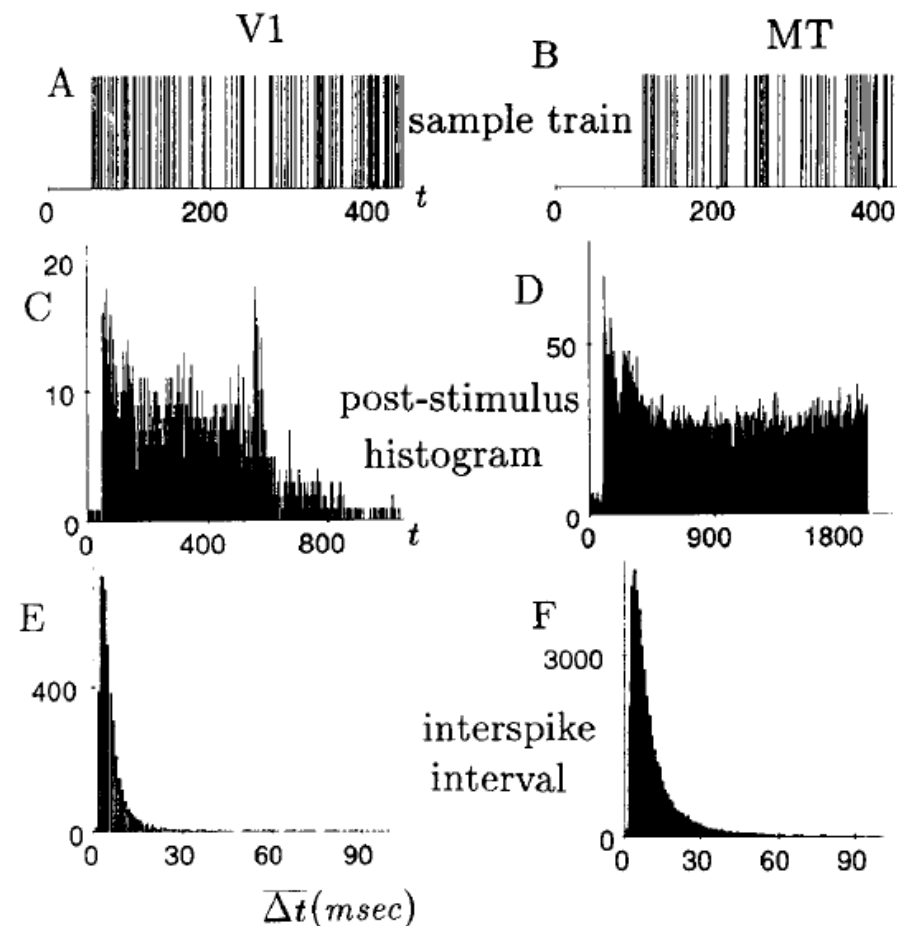 V1 MT
A B
sample train
0 200 400 t
0 200 400
C D
20
10
0
50
0
post-stimulus
histogram
0 400 800 t
0 900 1800
E F
400
0
3000
0
interspike
interval
0 30 60 90
0 30 60 90
Δt(msec)